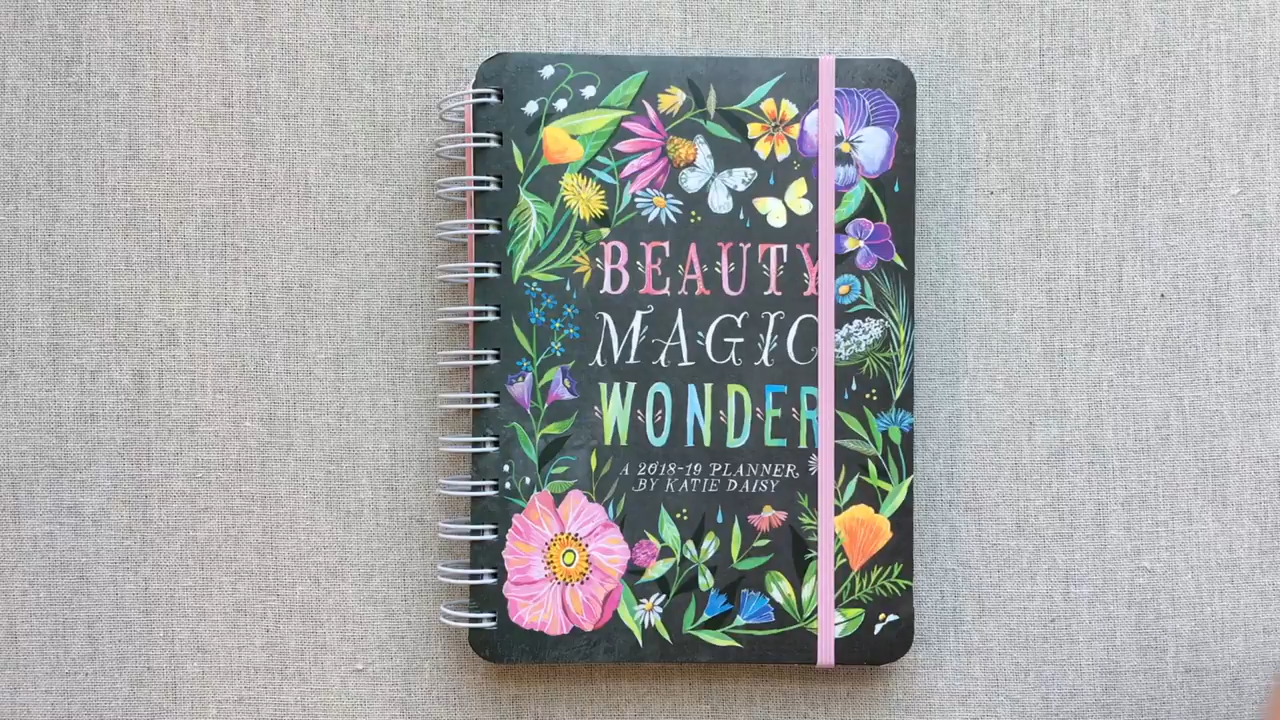 BEAUTY
MAGIC
WONDER
A 2018-19 PLANNER
BY KATIE DAISY